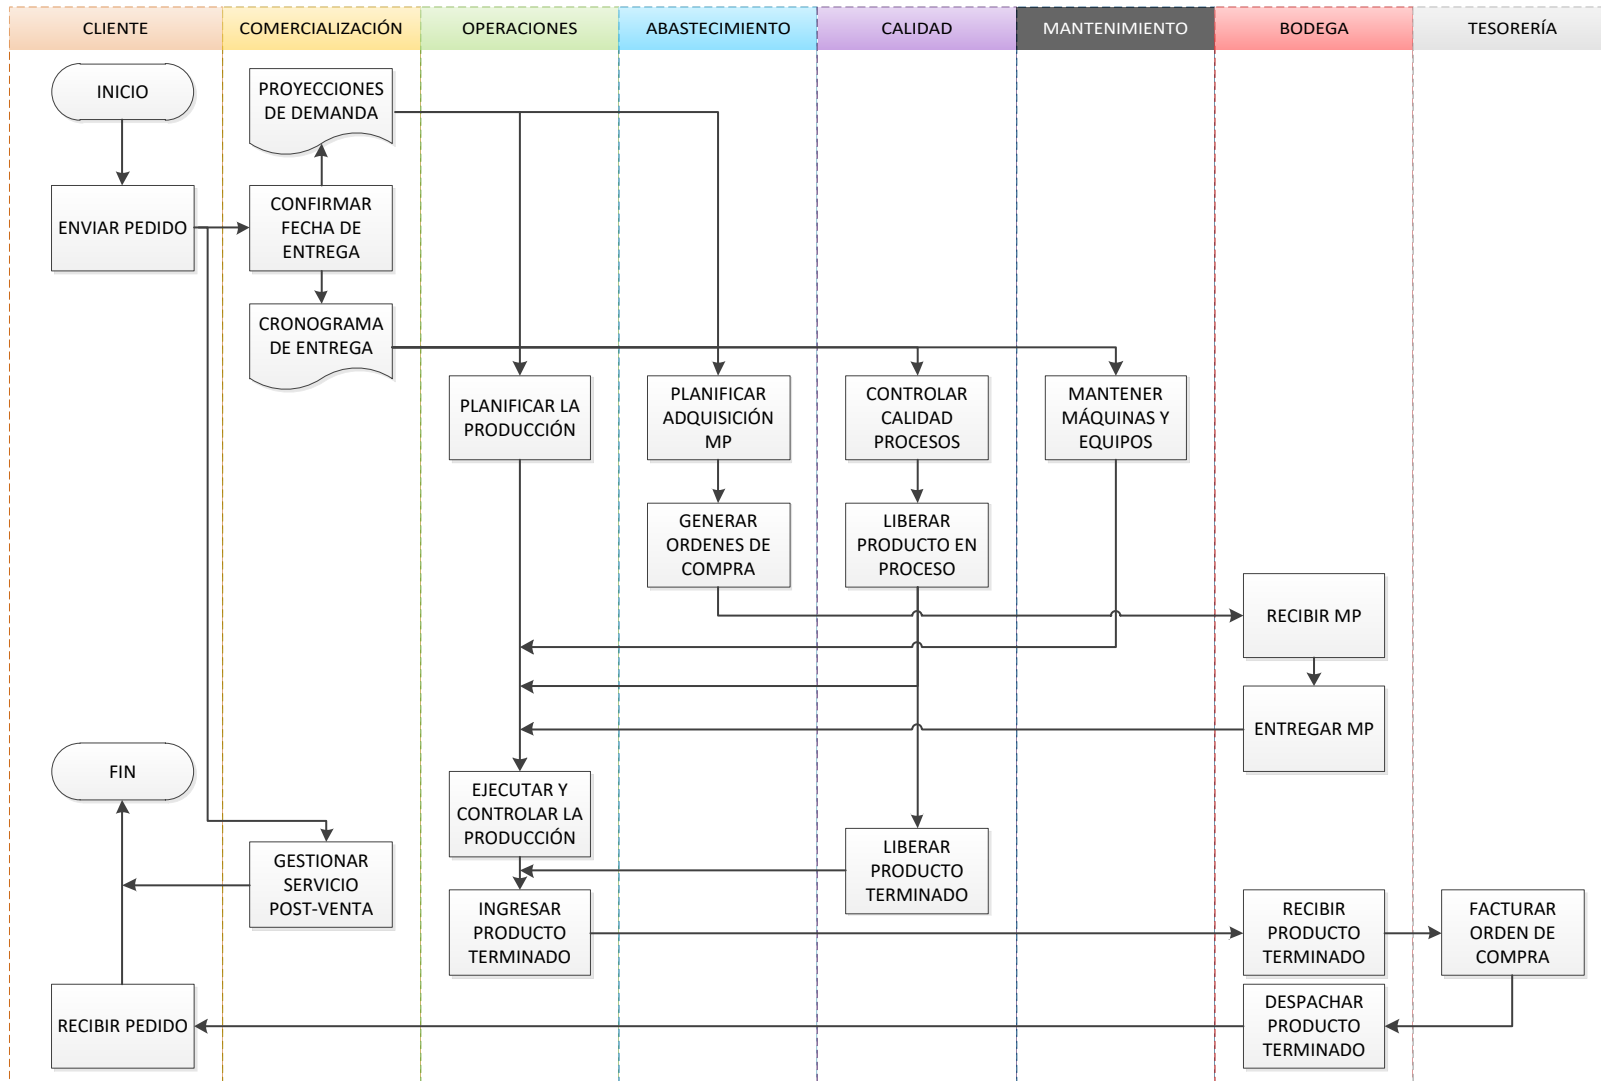 CLIENTE
COMERCIALIZACIÓN
OPERACIONES
ABASTECIMIENTO
CALIDAD
MANTENIMIENTO
BODEGA
TESORERÍA
INICIO
PROYECCIONES
DE DEMANDA
ENVIAR PEDIDO
CONFIRMAR
FECHA DE
ENTREGA
CRONOGRAMA
DE ENTREGA
PLANIFICAR LA
PRODUCCIÓN
PLANIFICAR
ADQUISICIÓN
MP
CONTROLAR
CALIDAD
PROCESOS
MANTENER
MÁQUINAS Y
EQUIPOS
GENERAR
ORDENES DE
COMPRA
LIBERAR
PRODUCTO EN
PROCESO
RECIBIR MP
ENTREGAR MP
FIN
EJECUTAR Y
CONTROLAR LA
PRODUCCIÓN
GESTIONAR
SERVICIO
POST-VENTA
LIBERAR
PRODUCTO
TERMINADO
INGRESAR
PRODUCTO
TERMINADO
RECIBIR
PRODUCTO
TERMINADO
FACTURAR
ORDEN DE
COMPRA
RECIBIR PEDIDO
DESPACHAR
PRODUCTO
TERMINADO